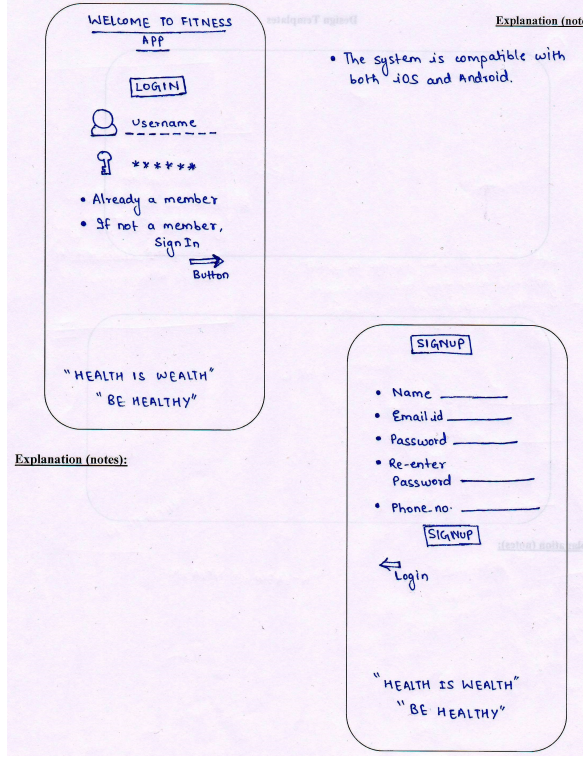 WELCOME TO FITNESS
APP
LOGIN
Username
******
• Already a member
• If not a member,
Sign In
Button
"HEALTH IS WEALTH"
"BE HEALTHY"
Explanation (notes):
Explanation (note
• The system is compatible with
both iOS and Android.
SIGNUP
• Name
• Email.id
• Password
• Re-enter
Password
• Phone-no.
SIGNUP
Login
"HEALTH IS WEALTH"
"BE HEALTHY"